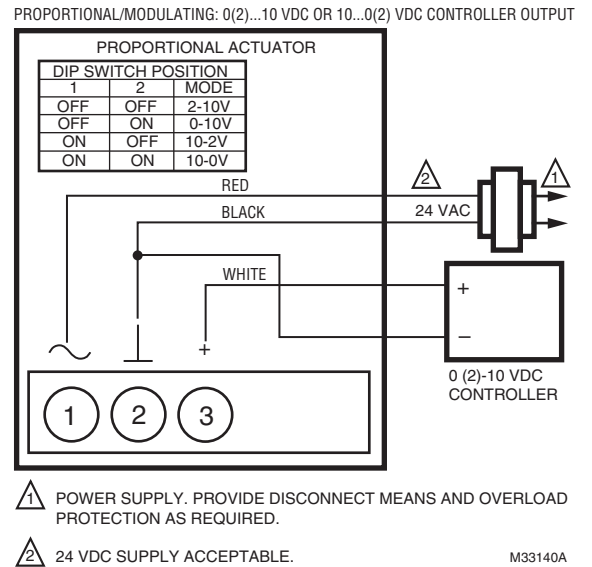 PROPORTIONAL/MODULATING: 0(2)...10 VDC OR 10...0(2) VDC CONTROLLER OUTPUT
PROPORTIONAL ACTUATOR
DIP SWITCH POSITION
1 2 MODE
OFF OFF 2-10V
OFF ON 0-10V
ON OFF 10-2V
ON ON 10-0V
RED
2
1
BLACK
24 VAC
WHITE
+
–
+
0 (2)-10 VDC
CONTROLLER
1 2 3
1 POWER SUPPLY. PROVIDE DISCONNECT MEANS AND OVERLOAD
PROTECTION AS REQUIRED.
2 24 VDC SUPPLY ACCEPTABLE.
M33140A